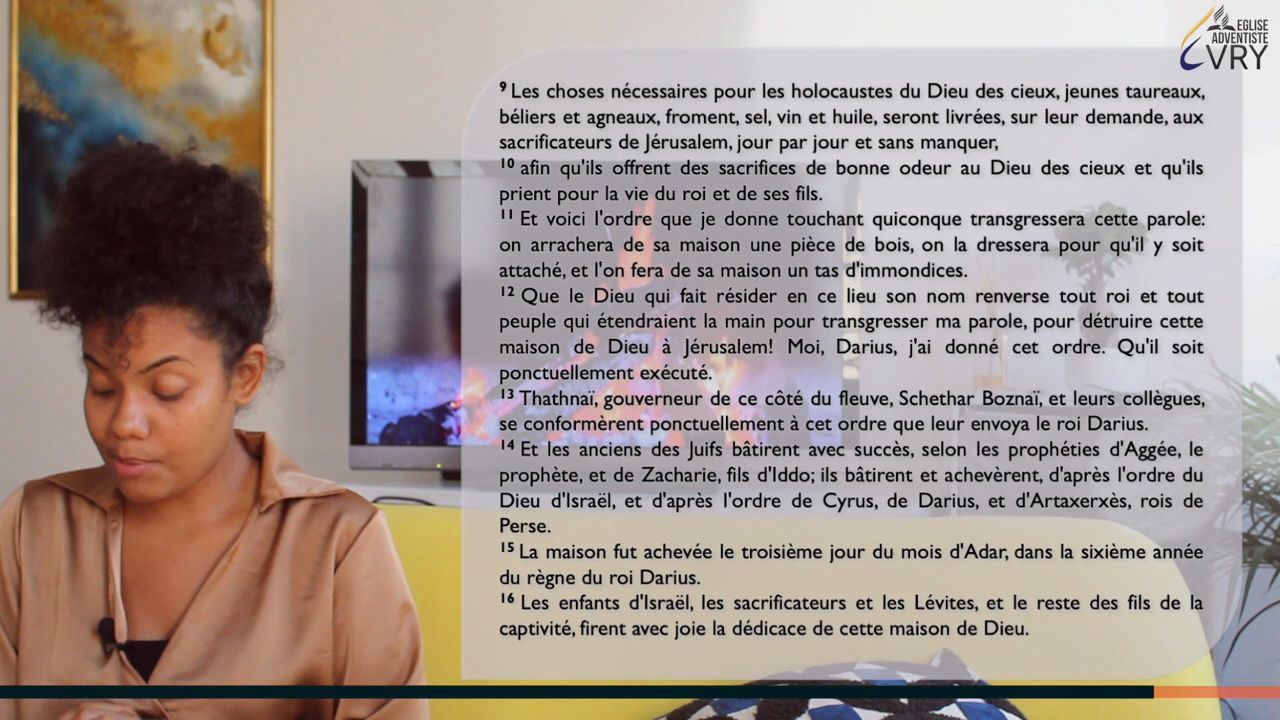 EGLISE
ADVENTISTE
VRY
9 Les choses nécessaires pour les holocaustes du Dieu des cieux, jeunes taureaux,
béliers et agneaux, froment, sel, vin et huile, seront livrées, sur leur demande, aux
sacrificateurs de Jérusalem, jour par jour et sans manquer,
10 afin qu'ils offrent des sacrifices de bonne odeur au Dieu des cieux et qu'ils
prient pour la vie du roi et de ses fils.
11 Et voici l'ordre que je donne touchant quiconque transgressera cette parole:
on arrachera de sa maison une pièce de bois, on la dressera pour qu'il y soit
attaché, et l'on fera de sa maison un tas d'immondices.
12 Que le Dieu qui fait résider en ce lieu son nom renverse tout roi et tout
peuple qui étendraient la main pour transgresser ma parole, pour détruire cette
maison de Dieu à Jérusalem! Moi, Darius, j'ai donné cet ordre. Qu'il soit
ponctuellement exécuté.
13 Thathnaï, gouverneur de ce côté du fleuve, Schethar Boznaï, et leurs collègues,
se conformèrent ponctuellement à cet ordre que leur envoya le roi Darius.
14 Et les anciens des Juifs bâtirent avec succès, selon les prophéties d'Aggée, le
prophète, et de Zacharie, fils d'Iddo; ils bâtirent et achevèrent, d'après l'ordre du
Dieu d'Israël, et d'après l'ordre de Cyrus, de Darius, et d'Artaxerxès, rois de
Perse.
15 La maison fut achevée le troisième jour du mois d'Adar, dans la sixième année
du règne du roi Darius.
16 Les enfants d'Israël, les sacrificateurs et les Lévites, et le reste des fils de la
captivité, firent avec joie la dédicace de cette maison de Dieu.